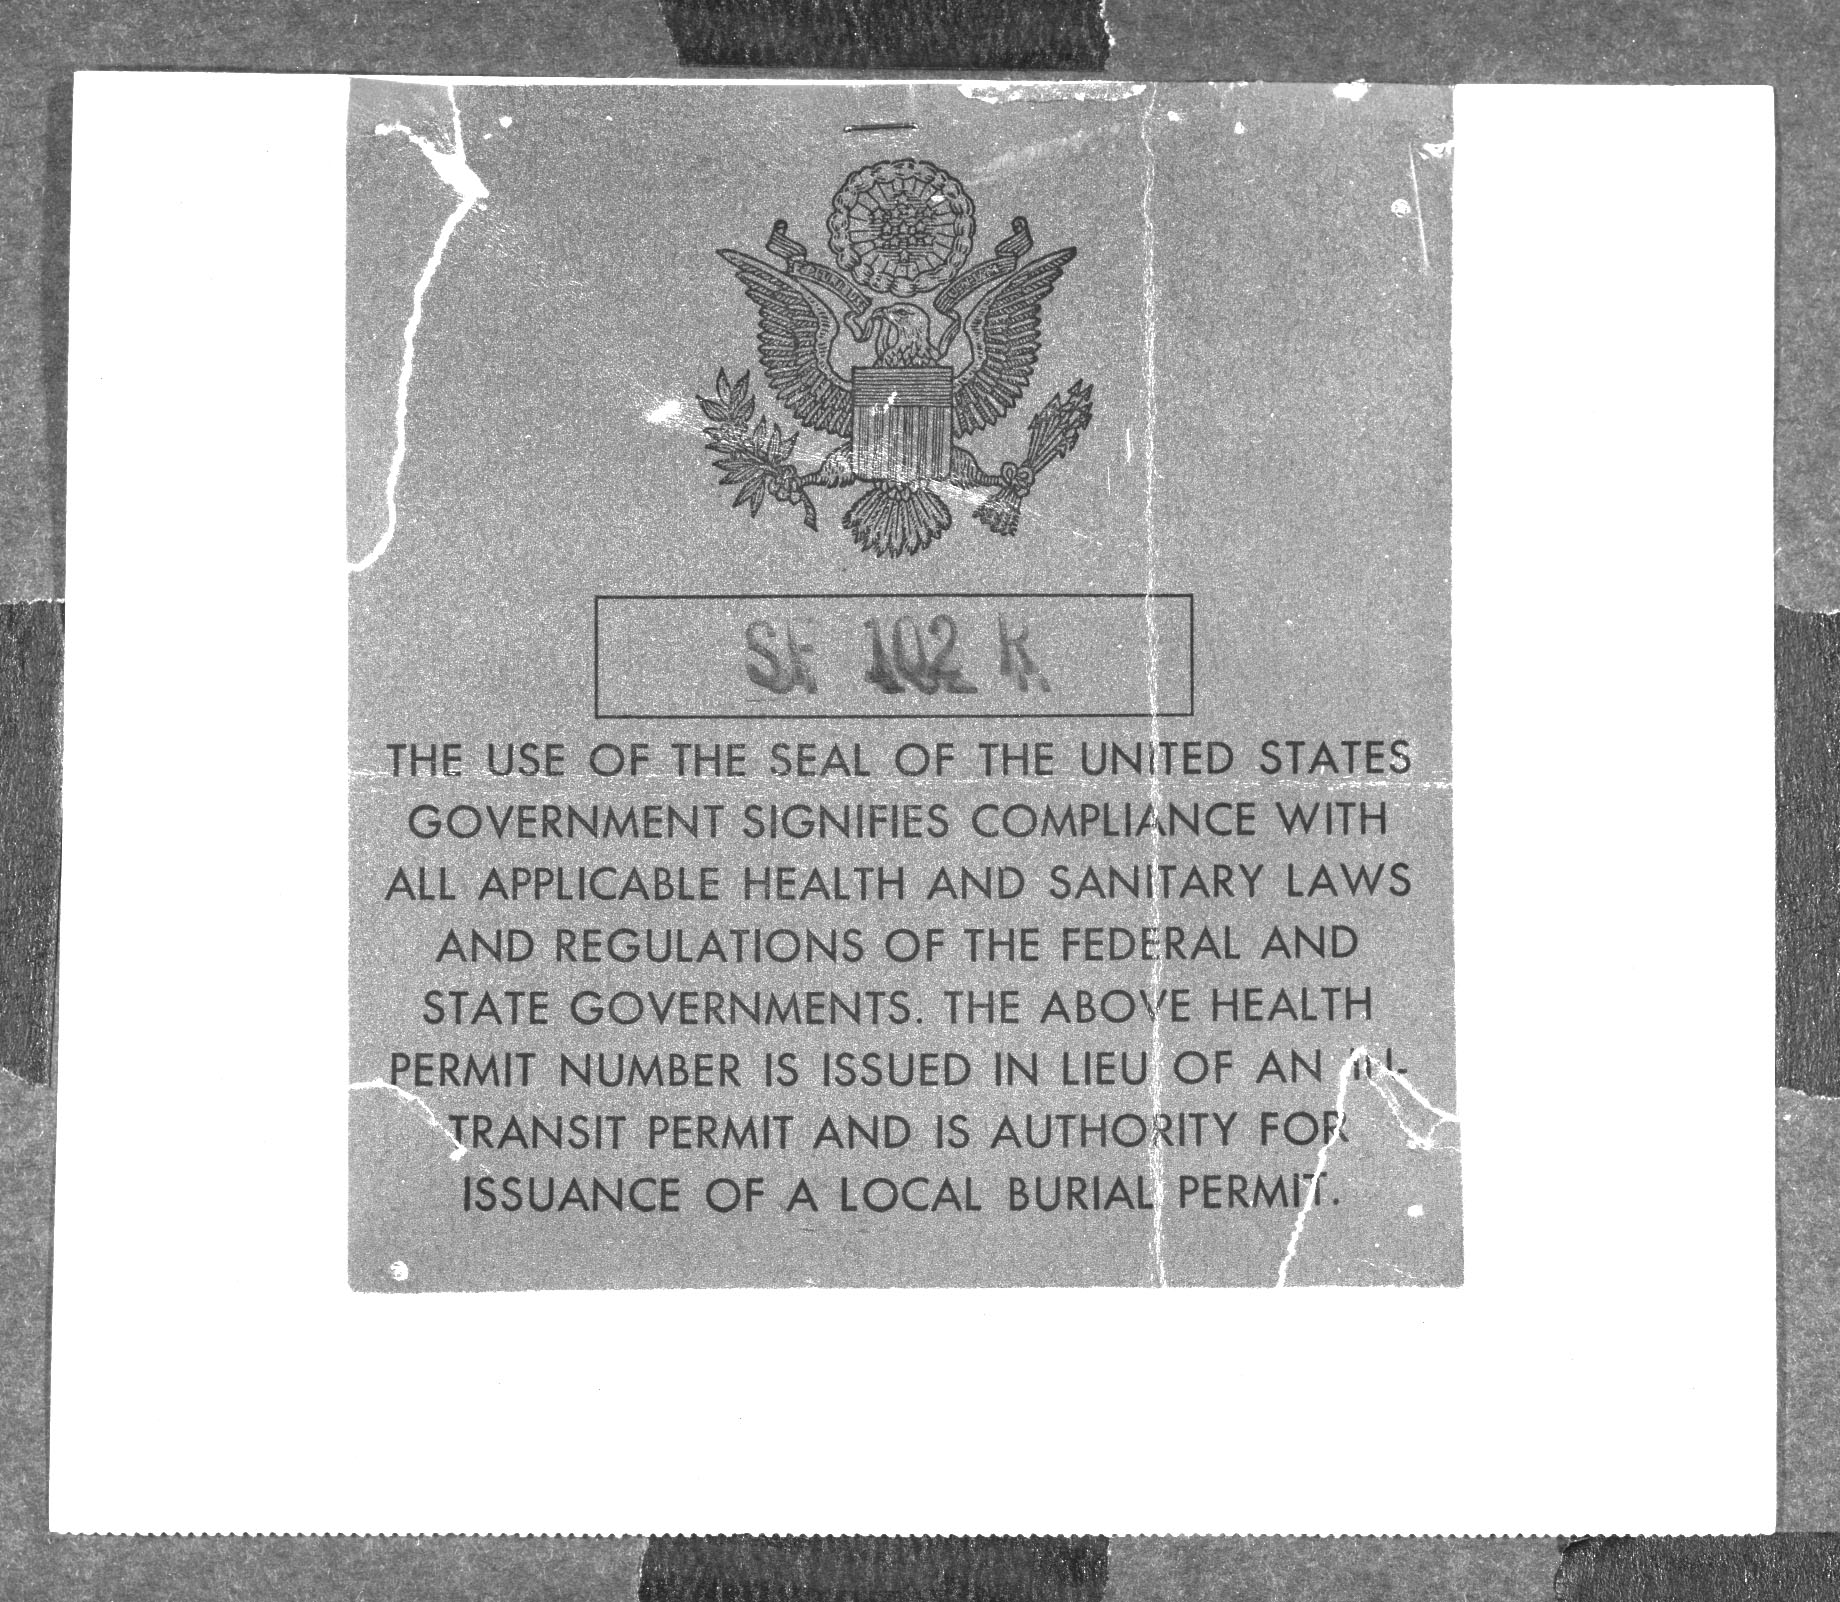 SF 102 R
THE USE OF THE SEAL OF THE UNITED STATES
GOVERNMENT SIGNIFIES COMPLIANCE WITH
ALL APPLICABLE HEALTH AND SANITARY LAWS
AND REGULATIONS OF THE FEDERAL AND
STATE GOVERNMENTS. THE ABOVE HEALTH
PERMIT NUMBER IS ISSUED IN LIEU OF AN IN-
TRANSIT PERMIT AND IS AUTHORITY FOR
ISSUANCE OF A LOCAL BURIAL PERMIT.